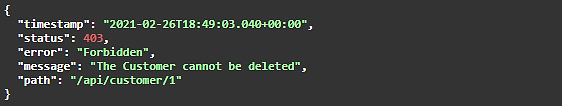 {
  "timestamp": "2021-02-26T18:49:03.040+00:00",
  "status": 403,
  "error": "Forbidden",
  "message": "The Customer cannot be deleted",
  "path": "/api/customer/1"
}